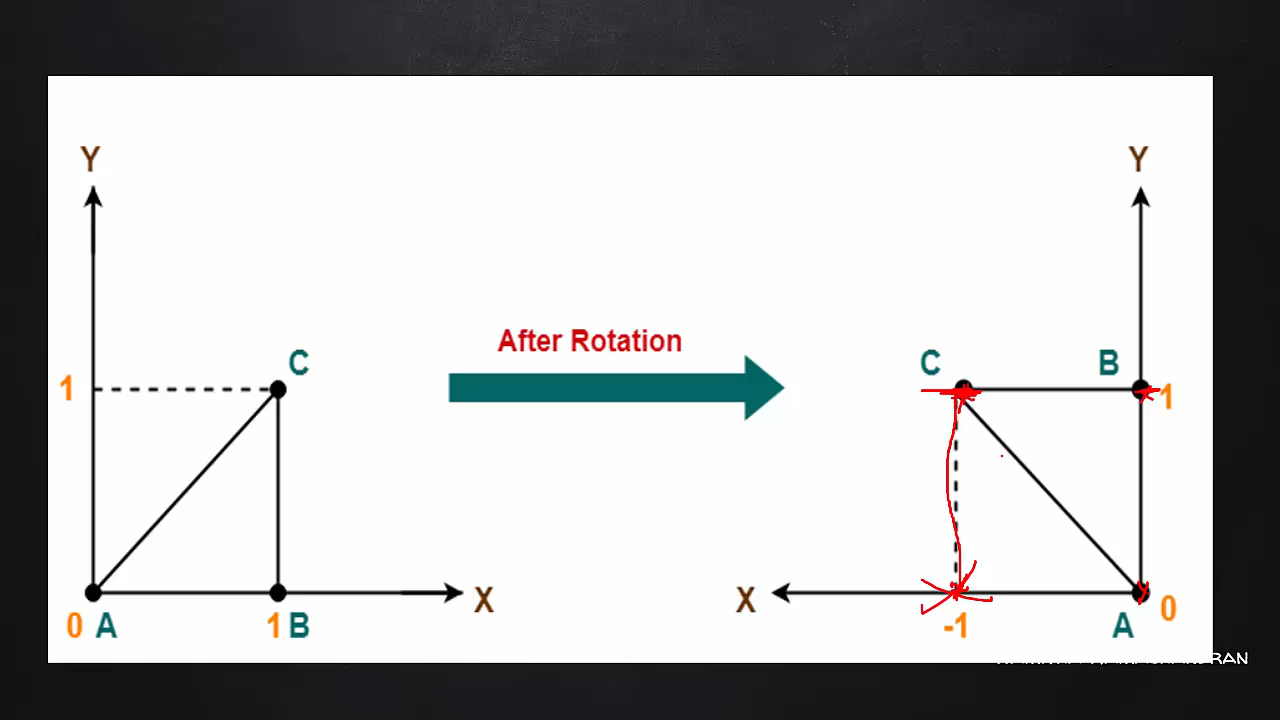 Y Y
After Rotation
C C B
1 1
X X
0 A 1 B -1 A 0